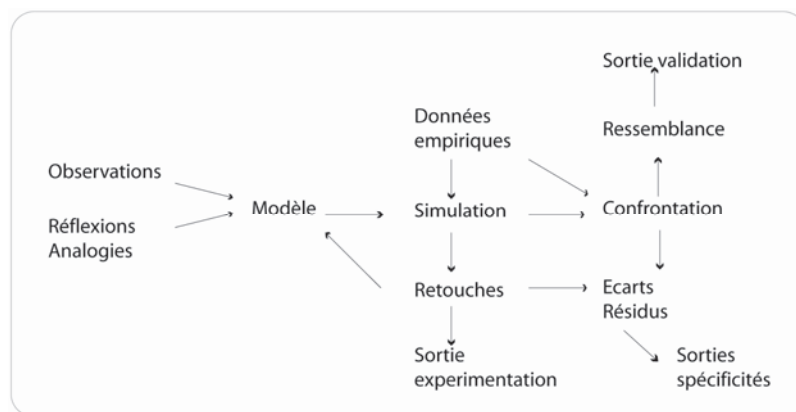 Sortie validation
Données
empiriques
Ressemblance
Observations
Modèle
Simulation
Confrontation
Réflexions
Analogies
Retouches
Ecarts
Résidus
Sortie
experimentation
Sorties
spécificités